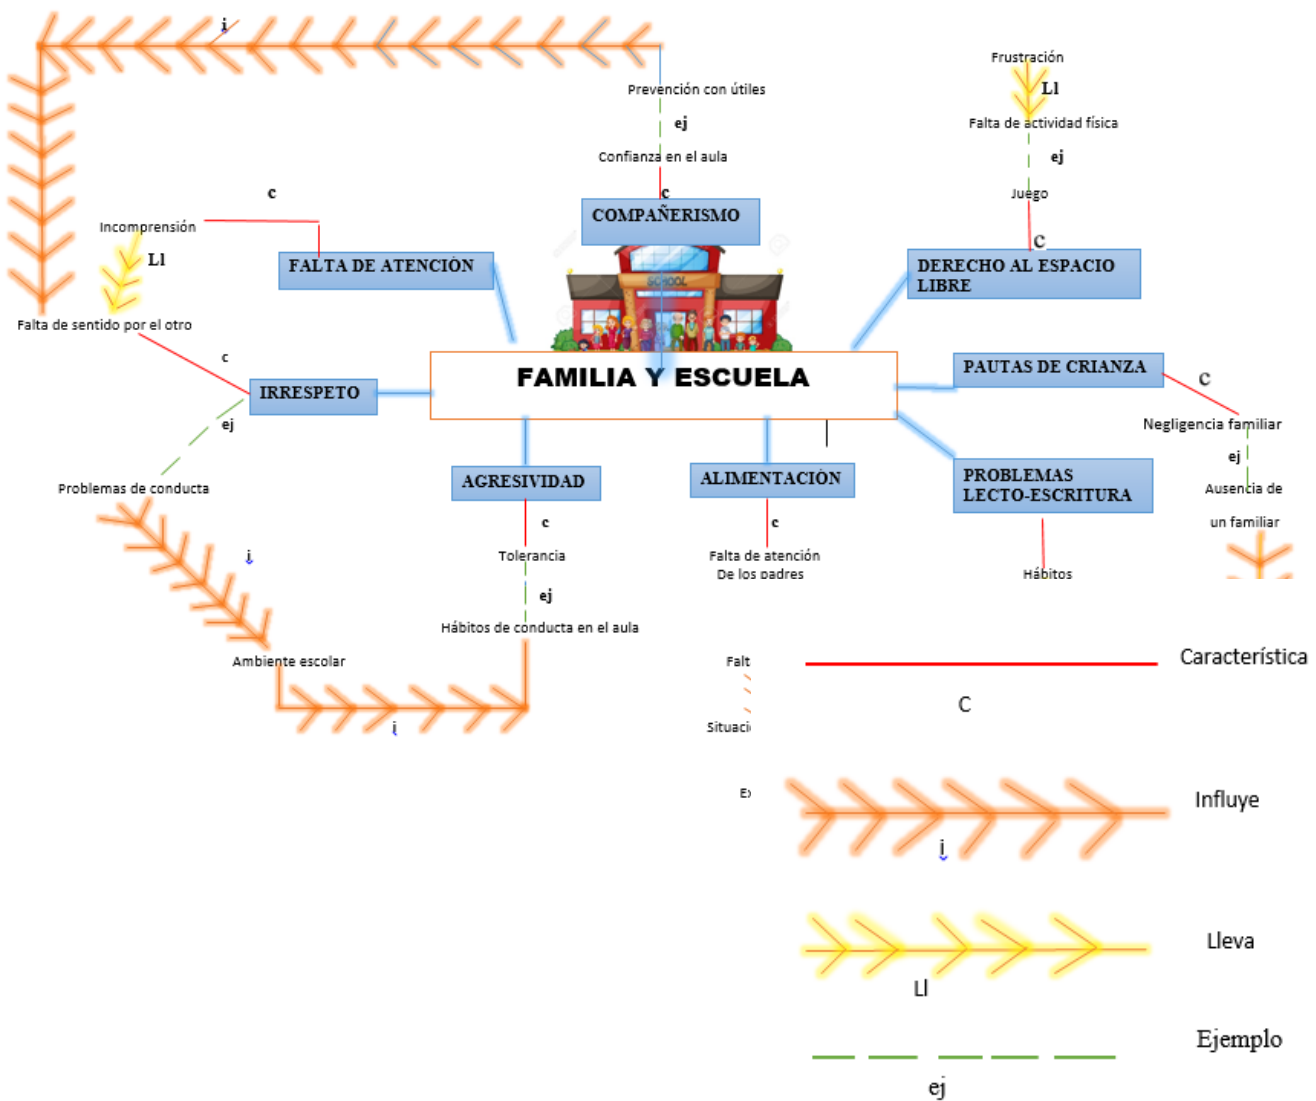 i
Prevención con útiles
ej
Confianza en el aula
c
COMPAÑERISMO
Frustración
Ll
Falta de actividad física
ej
Juego
C
DERECHO AL ESPACIO
LIBRE
c
Incomprensión
Ll
FALTA DE ATENCIÓN
Falta de sentido por el otro
c
IRRESPETO
ej
Problemas de conducta
i
Ambiente escolar
i
SCHOOL
FAMILIA Y ESCUELA
PAUTAS DE CRIANZA
C
Negligencia familiar
ej
Ausencia de
un familiar
AGRESIVIDAD
c
Tolerancia
ej
Hábitos de conducta en el aula
ALIMENTACIÓN
c
Falta de atención
De los padres
PROBLEMAS
LECTO-ESCRITURA
Hábitos
Falt
Situaci
Característica
C
Influye
i
Lleva
Ll
Ejemplo
ej